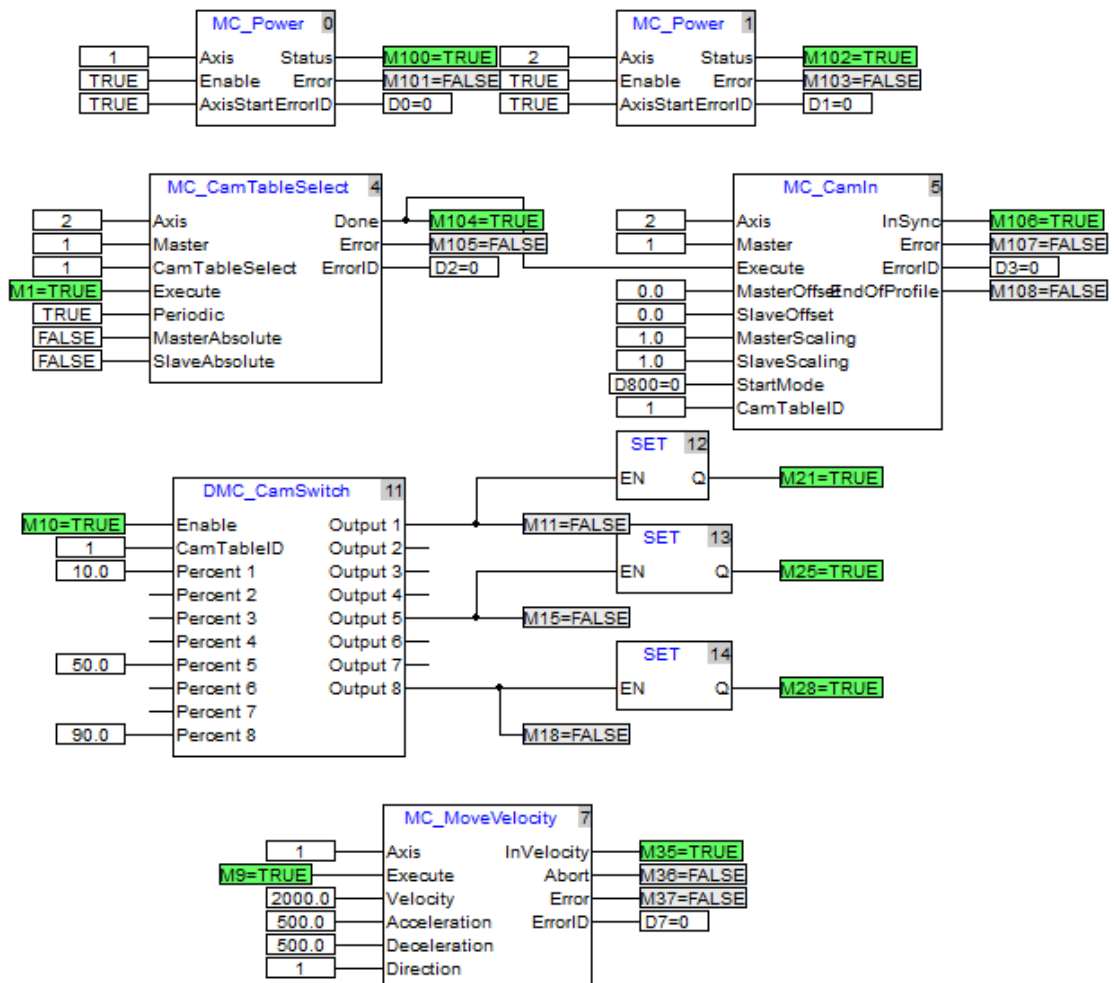 MC_Power 0 MC_Power 1
1 Axis Status M100=TRUE 2 Axis Status M102=TRUE
TRUE Enable Error M101=FALSE TRUE Enable Error M103=FALSE
TRUE AxisStart ErrorID D0=0 TRUE AxisStart ErrorID D1=0
MC_CamTableSelect 4 MC_CamIn 5
2 Axis Done M104=TRUE 2 Axis InSync M106=TRUE
1 Master Error M105=FALSE 1 Master Error M107=FALSE
1 CamTableSelect ErrorID D2=0 Execute ErrorID D3=0
M1=TRUE Execute 0.0 MasterOffset EndOfProfile M108=FALSE
TRUE Periodic 0.0 SlaveOffset
FALSE MasterAbsolute 1.0 MasterScaling
FALSE SlaveAbsolute 1.0 SlaveScaling
D800=0 StartMode
1 CamTableID
SET 12
EN Q M21=TRUE
DMC_CamSwitch 11
M10=TRUE Enable Output 1 M11=FALSE
SET 13
1 CamTableID Output 2
10.0 Percent 1 Output 3 EN Q M25=TRUE
Percent 2 Output 4
Percent 3 Output 5 M15=FALSE
Percent 4 Output 6
SET 14
50.0 Percent 5 Output 7
Percent 6 Output 8 EN Q M28=TRUE
Percent 7
90.0 Percent 8 M18=FALSE
MC_MoveVelocity 7
1 Axis InVelocity M35=TRUE
M9=TRUE Execute Abort M36=FALSE
2000.0 Velocity Error M37=FALSE
500.0 Acceleration ErrorID D7=0
500.0 Deceleration
1 Direction